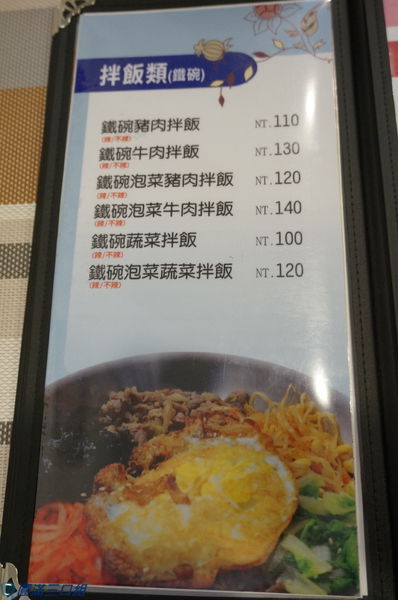 拌飯類(鐵碗)
鐵碗豬肉拌飯 NT.110
(辣/不辣)
鐵碗牛肉拌飯 NT.130
(辣/不辣)
鐵碗泡菜豬肉拌飯 NT.120
(辣/不辣)
鐵碗泡菜牛肉拌飯 NT.140
(辣/不辣)
鐵碗蔬菜拌飯 NT.100
(辣/不辣)
鐵碗泡菜蔬菜拌飯 NT.120
(辣/不辣)
滿三口組